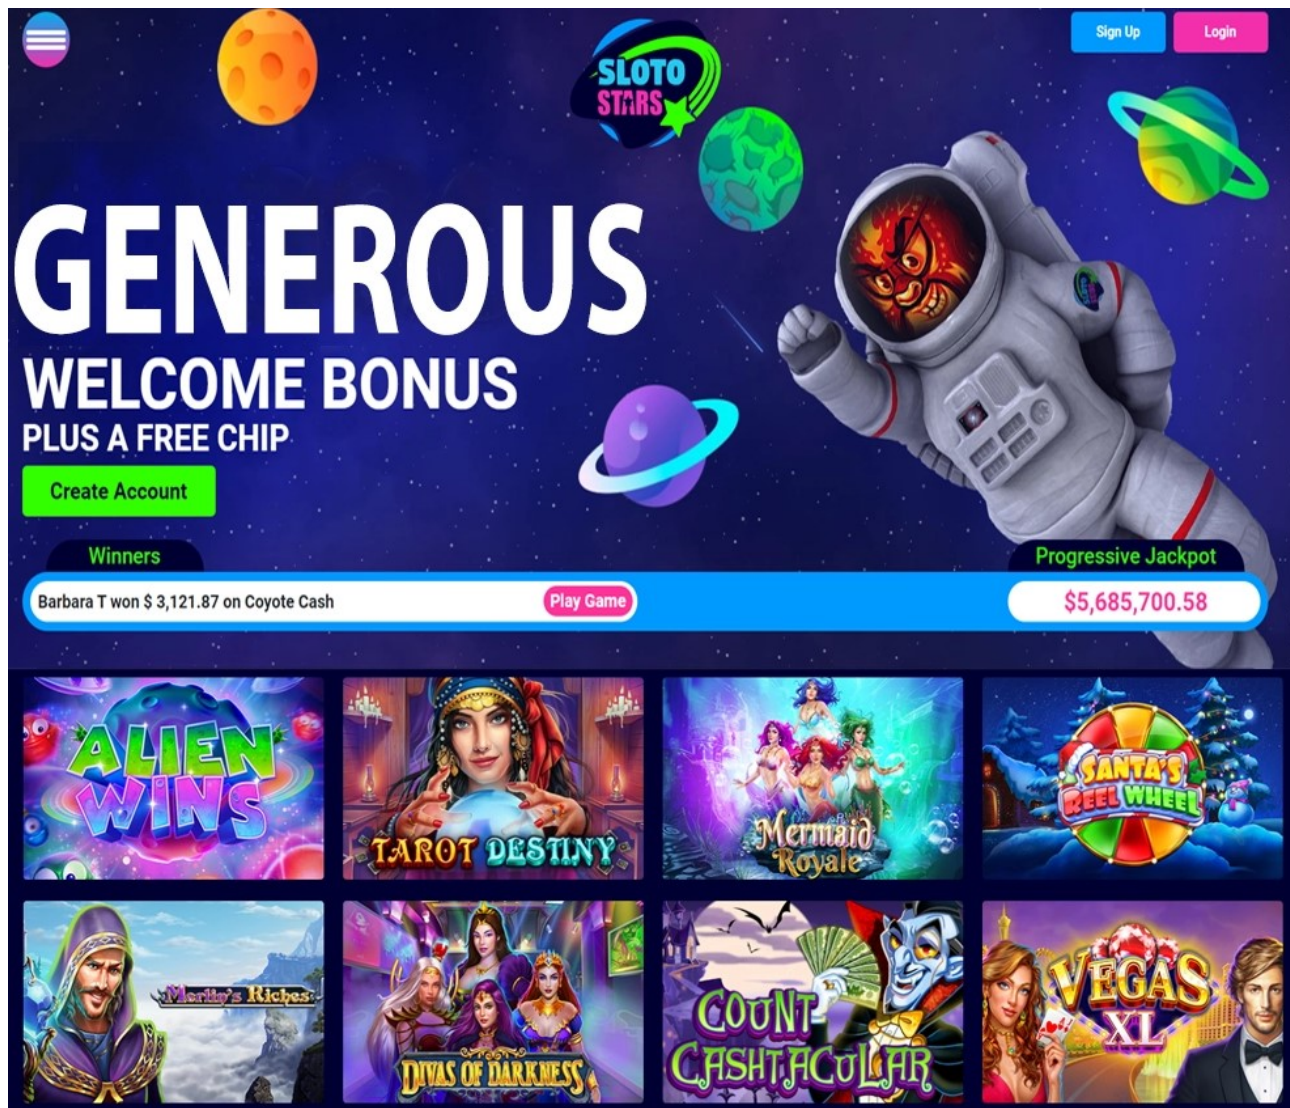 Sign Up
Login
SLOTO
STARS
GENEROUS
WELCOME BONUS
PLUS A FREE CHIP
Create Account
Winners
Progressive Jackpot
Barbara T won $ 3,121.87 on Coyote Cash
Play Game
$5,685,700.58
ALIEN
WINS
TAROT DESTINY
Mermaid
Royale
SANTA'S
REEL WHEEL
Merlin's Riches
DIVAS OF DARKNESS
COUNT
CASHTACULAR
VEGAS
XL